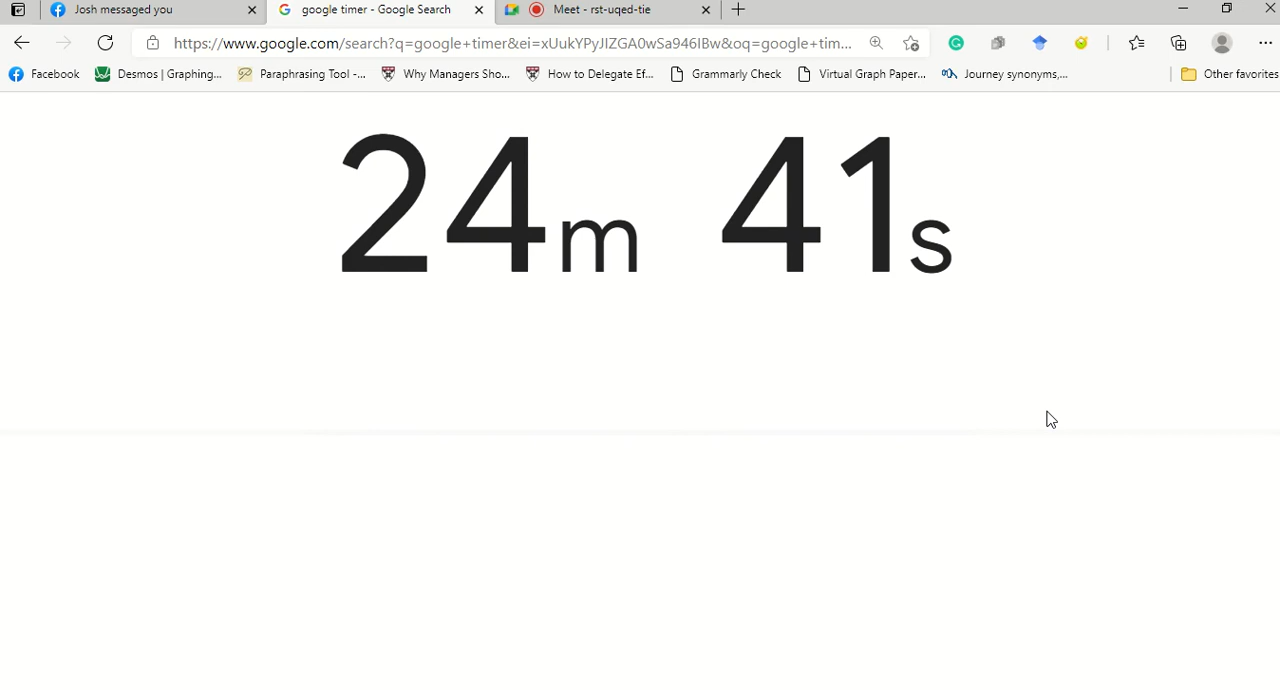 Josh messaged you
google timer - Google Search
Meet - rst-uqed-tie
https://www.google.com/search?q=google+timer&ei=xUukYPyJIZGA0wSa946IBw&oq=google+tim...
Facebook
Desmos | Graphing...
Paraphrasing Tool -...
Why Managers Sho...
How to Delegate Ef...
Grammarly Check
Virtual Graph Paper...
Journey synonyms,...
Other favorites
24m 41s